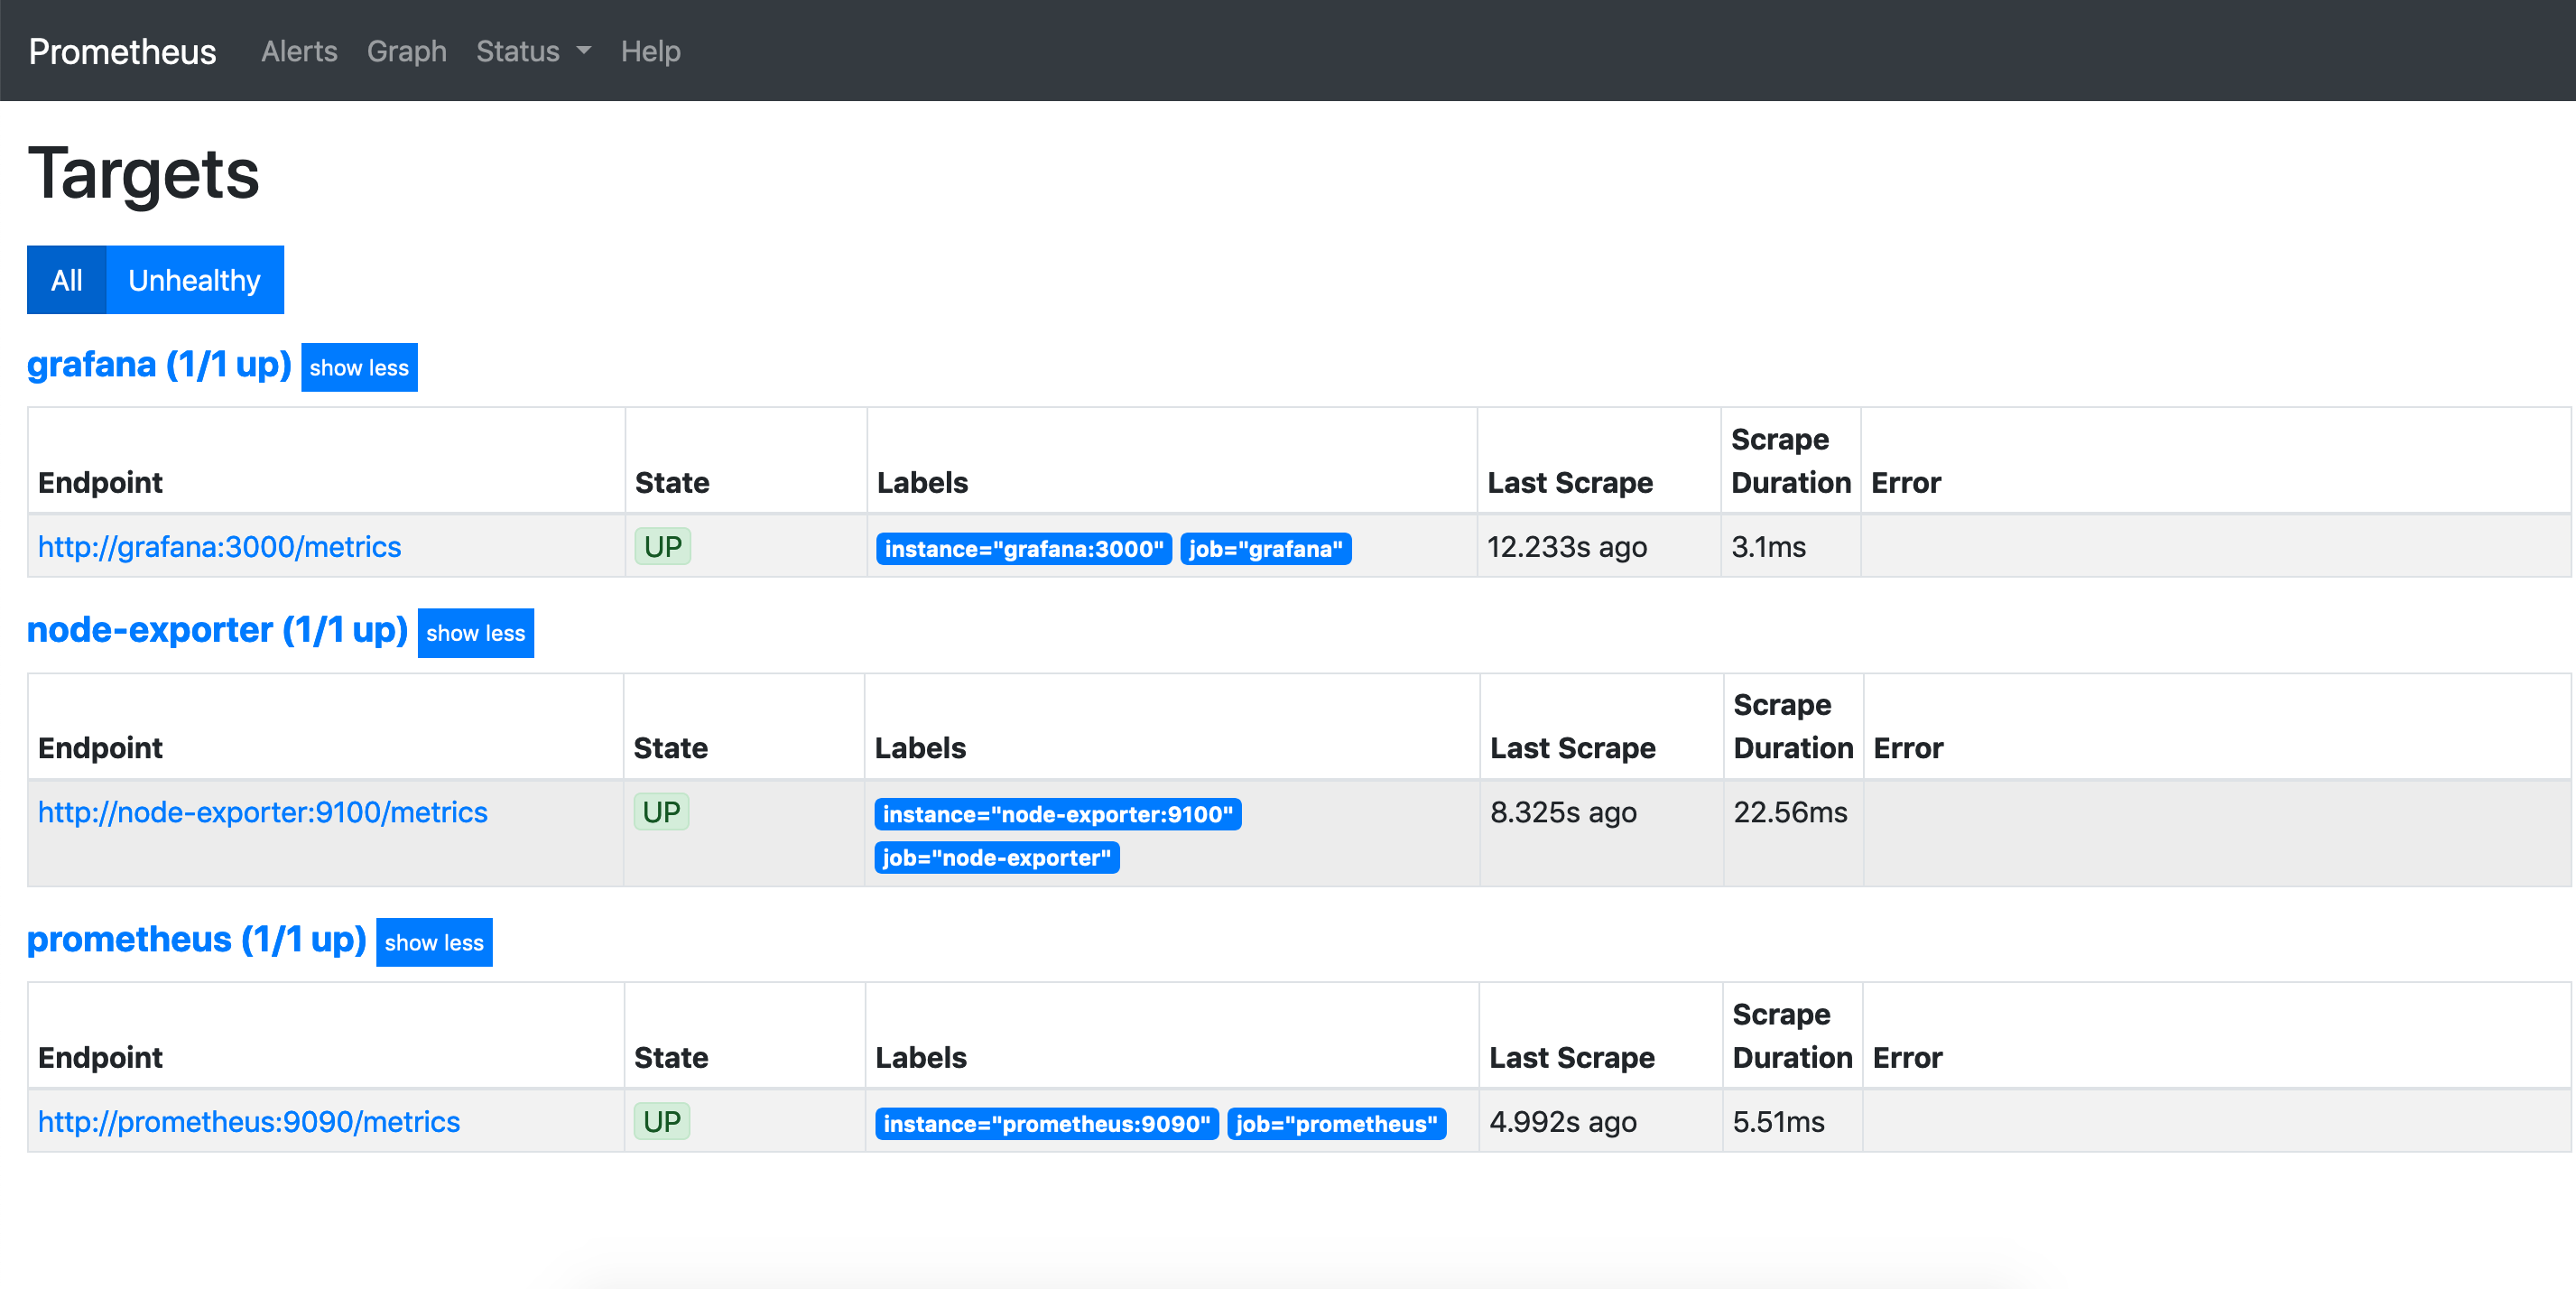 Prometheus Alerts Graph Status Help
Targets
All Unhealthy
grafana (1/1 up) show less
Endpoint State Labels Last Scrape Scrape Duration Error
http://grafana:3000/metrics UP instance="grafana:3000" job="grafana" 12.233s ago 3.1ms
node-exporter (1/1 up) show less
Endpoint State Labels Last Scrape Scrape Duration Error
http://node-exporter:9100/metrics UP instance="node-exporter:9100" 8.325s ago 22.56ms
job="node-exporter"
prometheus (1/1 up) show less
Endpoint State Labels Last Scrape Scrape Duration Error
http://prometheus:9090/metrics UP instance="prometheus:9090" job="prometheus" 4.992s ago 5.51ms